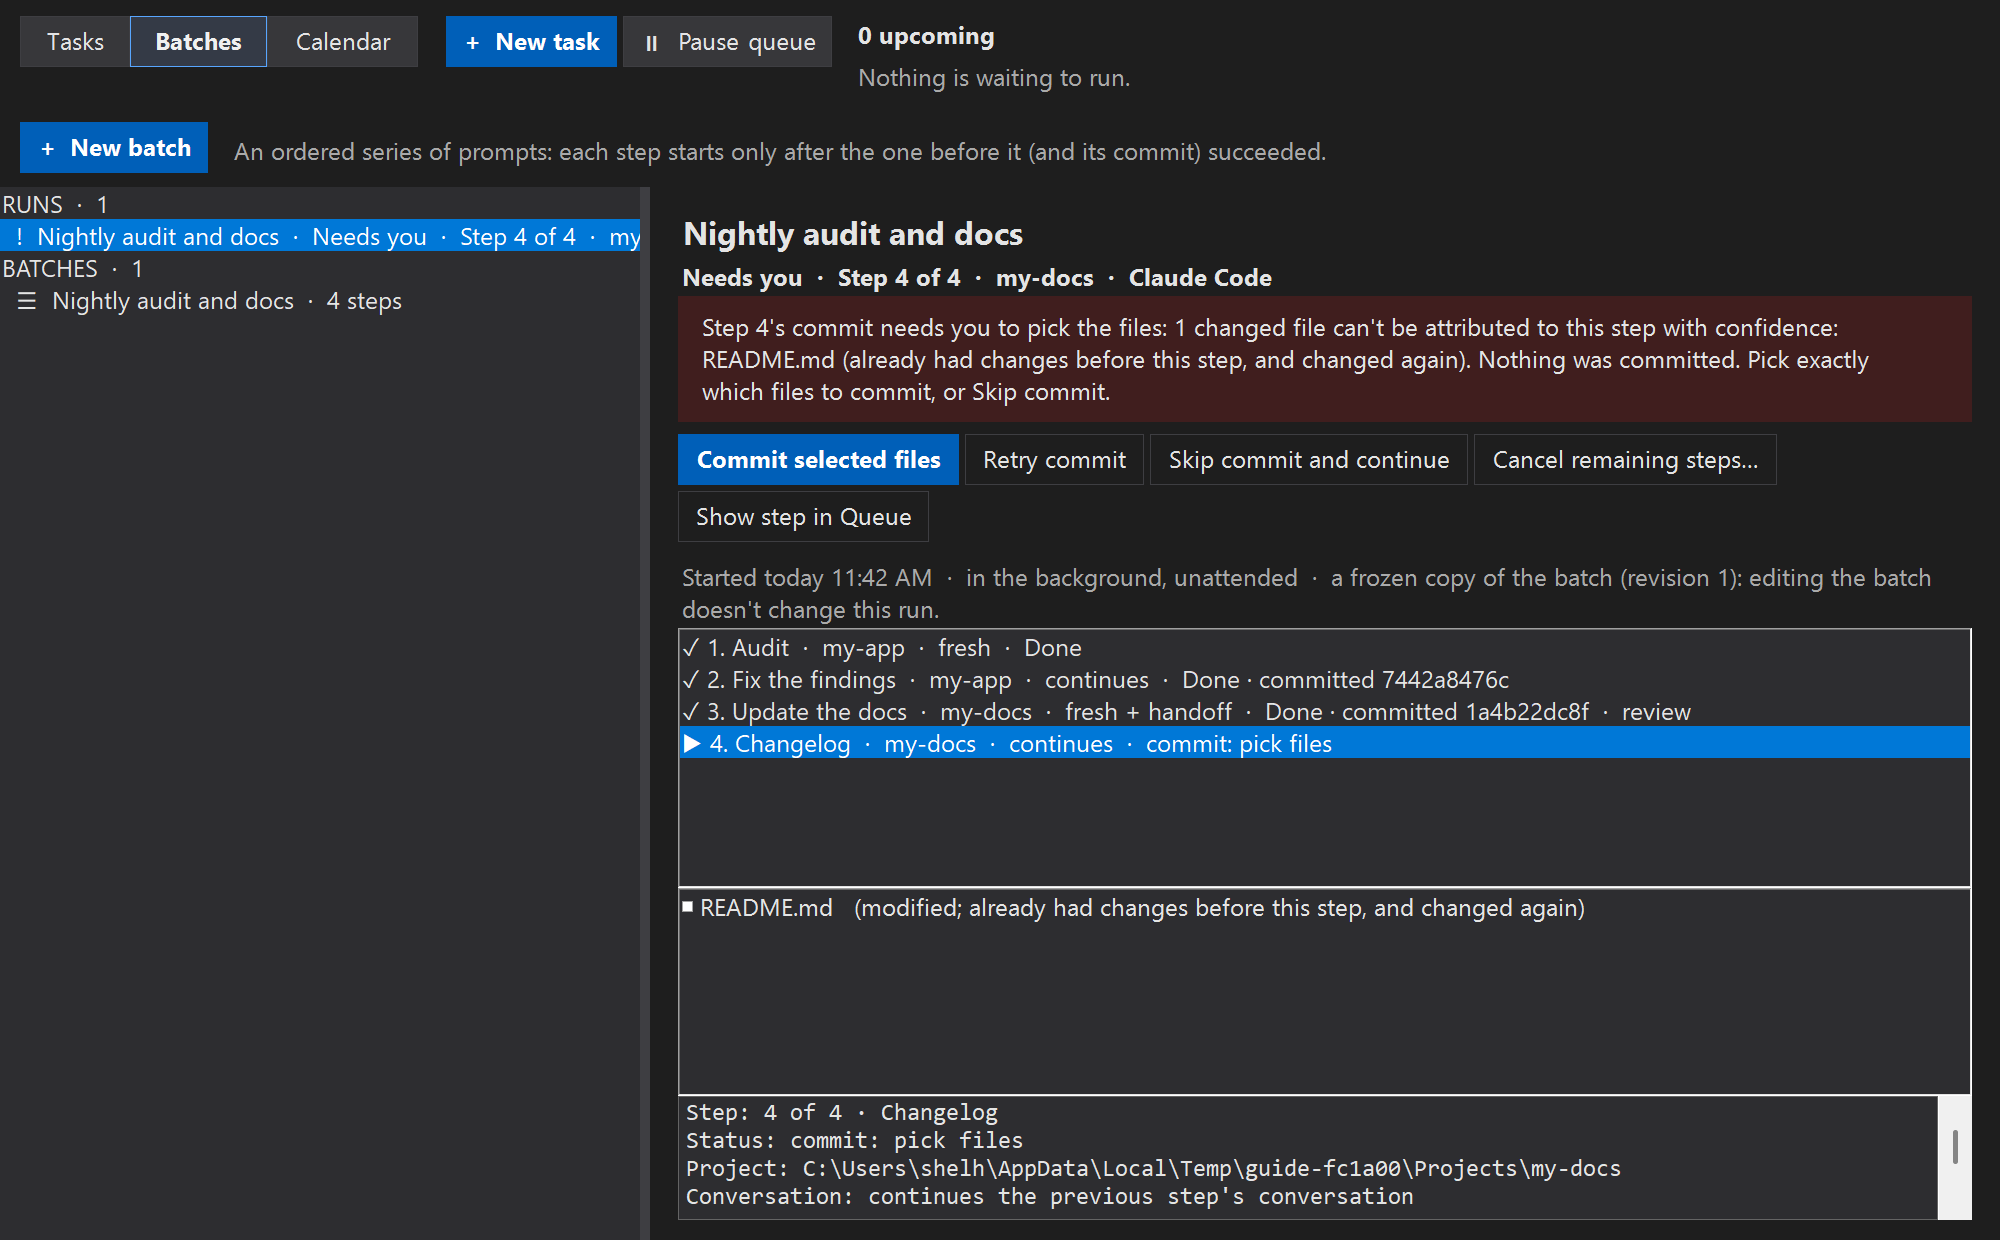 Tasks
Batches
Calendar
+ New task
Pause queue
0 upcoming
Nothing is waiting to run.
+ New batch
An ordered series of prompts: each step starts only after the one before it (and its commit) succeeded.
RUNS · 1
! Nightly audit and docs · Needs you · Step 4 of 4 · my
BATCHES · 1
☰ Nightly audit and docs · 4 steps
Nightly audit and docs
Needs you · Step 4 of 4 · my-docs · Claude Code
Step 4's commit needs you to pick the files: 1 changed file can't be attributed to this step with confidence:
README.md (already had changes before this step, and changed again). Nothing was committed. Pick exactly
which files to commit, or Skip commit.
Commit selected files
Retry commit
Skip commit and continue
Cancel remaining steps...
Show step in Queue
Started today 11:42 AM · in the background, unattended · a frozen copy of the batch (revision 1): editing the batch
doesn't change this run.
✓ 1. Audit · my-app · fresh · Done
✓ 2. Fix the findings · my-app · continues · Done · committed 7442a8476c
✓ 3. Update the docs · my-docs · fresh + handoff · Done · committed 1a4b22dc8f · review
▶ 4. Changelog · my-docs · continues · commit: pick files
README.md (modified; already had changes before this step, and changed again)
Step: 4 of 4 · Changelog
Status: commit: pick files
Project: C:\Users\shelh\AppData\Local\Temp\guide-fc1a00\Projects\my-docs
Conversation: continues the previous step's conversation